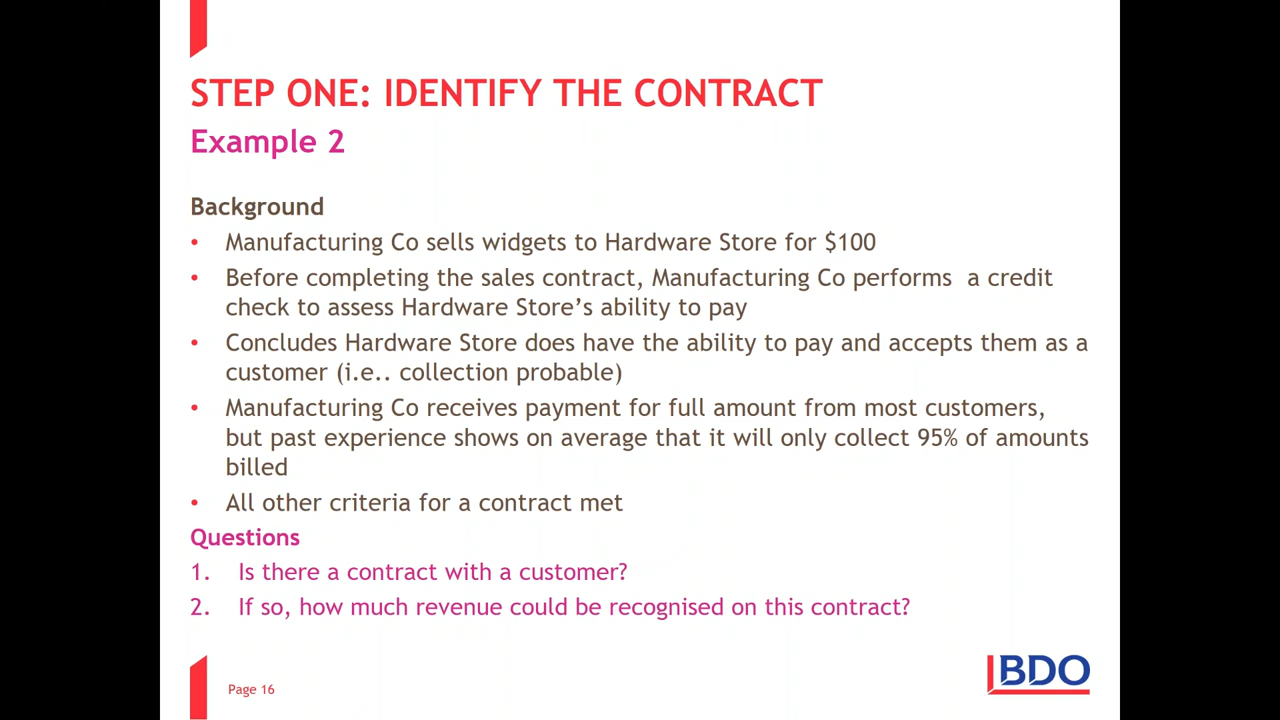 STEP ONE: IDENTIFY THE CONTRACT
Example 2
Background
• Manufacturing Co sells widgets to Hardware Store for $100
• Before completing the sales contract, Manufacturing Co performs  a credit
check to assess Hardware Store’s ability to pay
• Concludes Hardware Store does have the ability to pay and accepts them as a
customer (i.e.. collection probable)
• Manufacturing Co receives payment for full amount from most customers,
but past experience shows on average that it will only collect 95% of amounts
billed
• All other criteria for a contract met
Questions
1. Is there a contract with a customer?
2. If so, how much revenue could be recognised on this contract?
Page 16
BDO